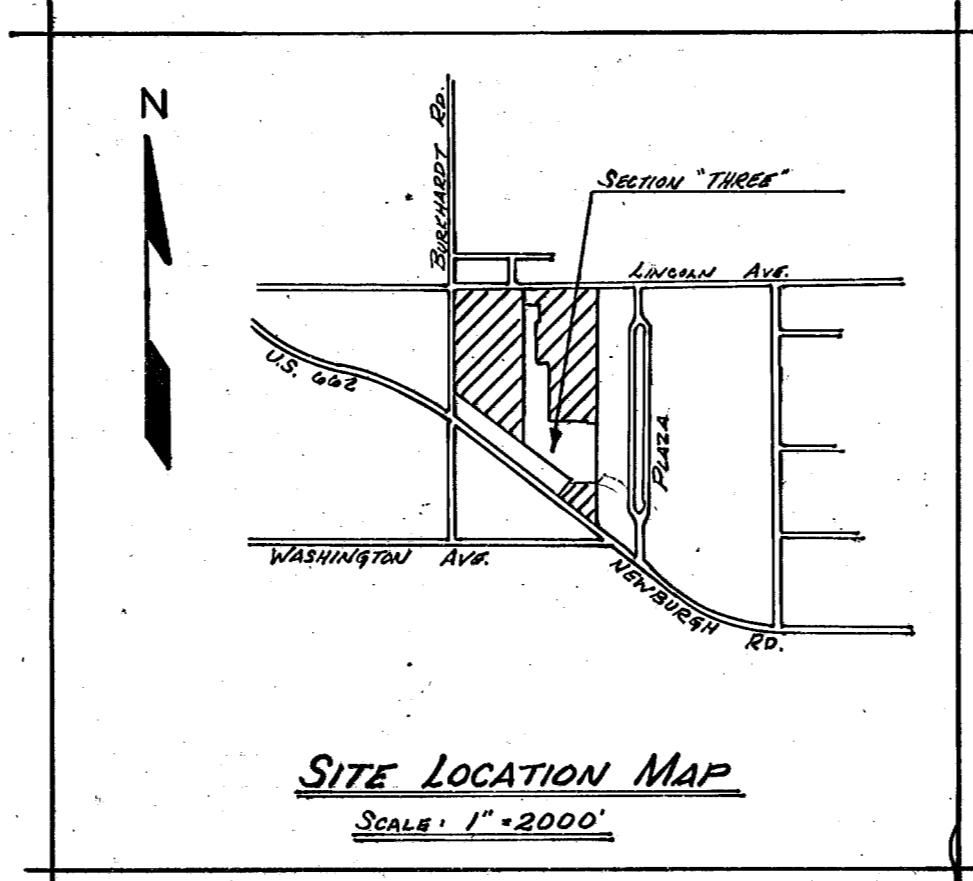 N
BURKHARDT RD.
SECTION "THREE"
LINCOLN AVE.
U.S. 662
PLAZA
WASHINGTON AVE.
NEWBURGH RD.
SITE LOCATION MAP
SCALE: 1" = 2000'